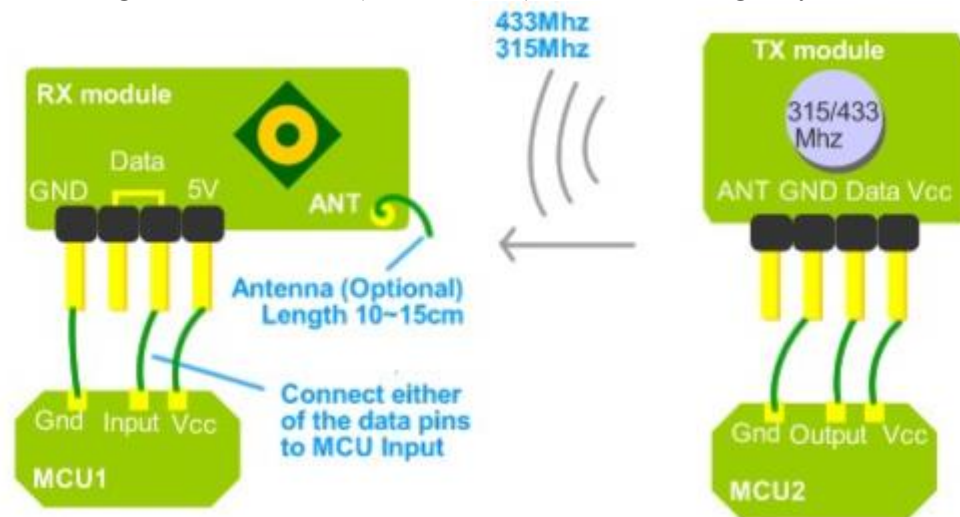 433Mhz
315Mhz
RX module
Data
GND
5V
ANT
Antenna (Optional)
Length 10~15cm
Connect either
of the data pins
to MCU Input
Gnd Input Vcc
MCU1
TX module
315/433
Mhz
ANT GND Data Vcc
Gnd Output Vcc
MCU2